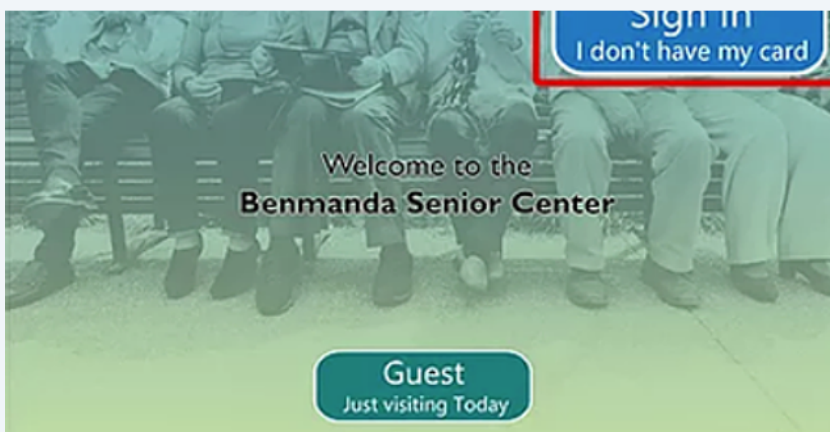 Sign In
I don't have my card
Welcome to the
Benmanda Senior Center
Guest
Just visiting Today